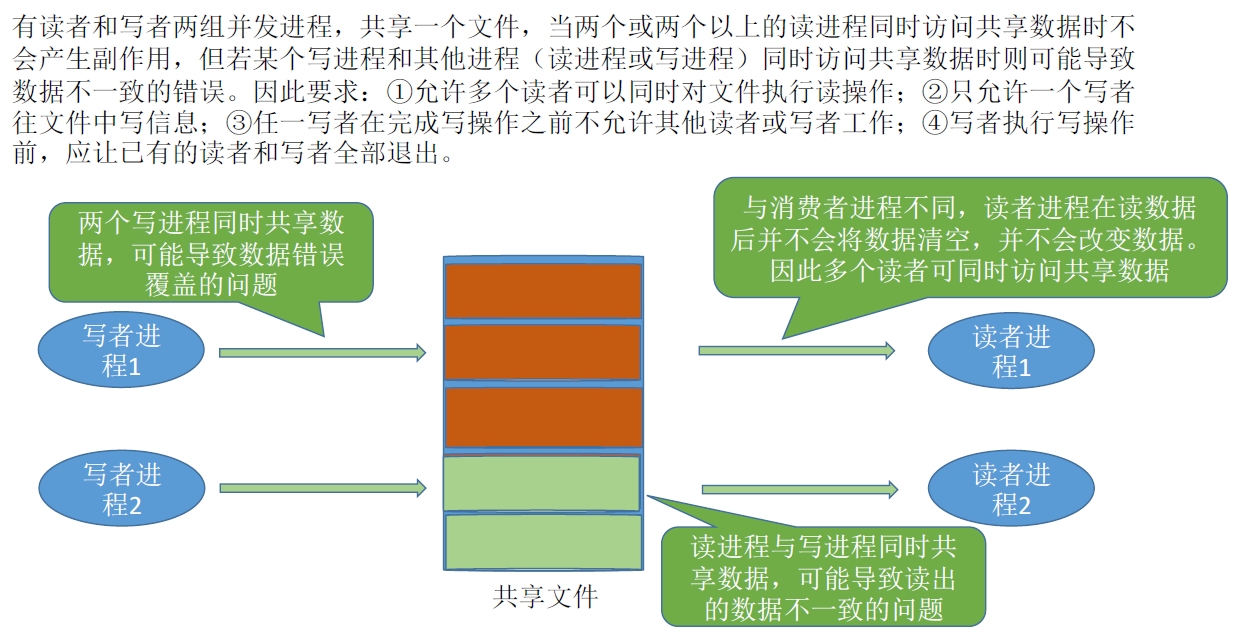 有读者和写者两组并发进程，共享一个文件，当两个或两个以上的读进程同时访问共享数据时不
会产生副作用，但若某个写进程和其他进程（读进程或写进程）同时访问共享数据时则可能导致
数据不一致的错误。因此要求：①允许多个读者可以同时对文件执行读操作；②只允许一个写者
往文件中写信息；③任一写者在完成写操作之前不允许其他读者或写者工作；④写者执行写操作
前，应让已有的读者和写者全部退出。
两个写进程同时共享数
据，可能导致数据错误
覆盖的问题
与消费者进程不同，读者进程在读数据
后并不会将数据清空，并不会改变数据。
因此多个读者可同时访问共享数据
写者进
程1
读者进
程1
写者进
程2
读者进
程2
读进程与写进程同时共
享数据，可能导致读出
的数据不一致的问题
共享文件